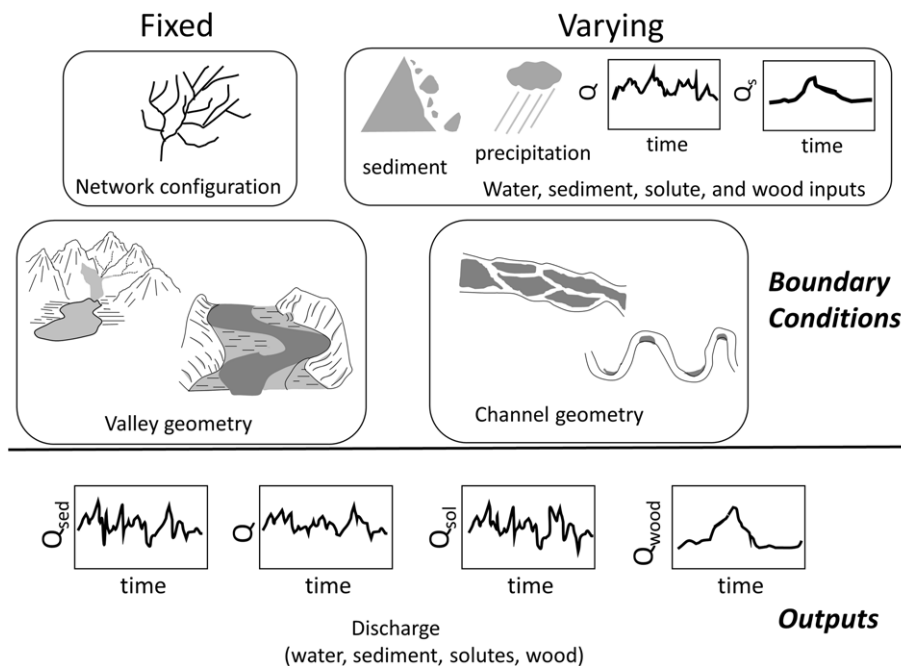 Fixed
Varying
Network configuration
sediment
precipitation
Q
time
Qs
time
Water, sediment, solute, and wood inputs
Valley geometry
Channel geometry
Boundary
Conditions
Qsed
time
Q
time
Qsol
time
Qwood
time
Discharge
(water, sediment, solutes, wood)
Outputs